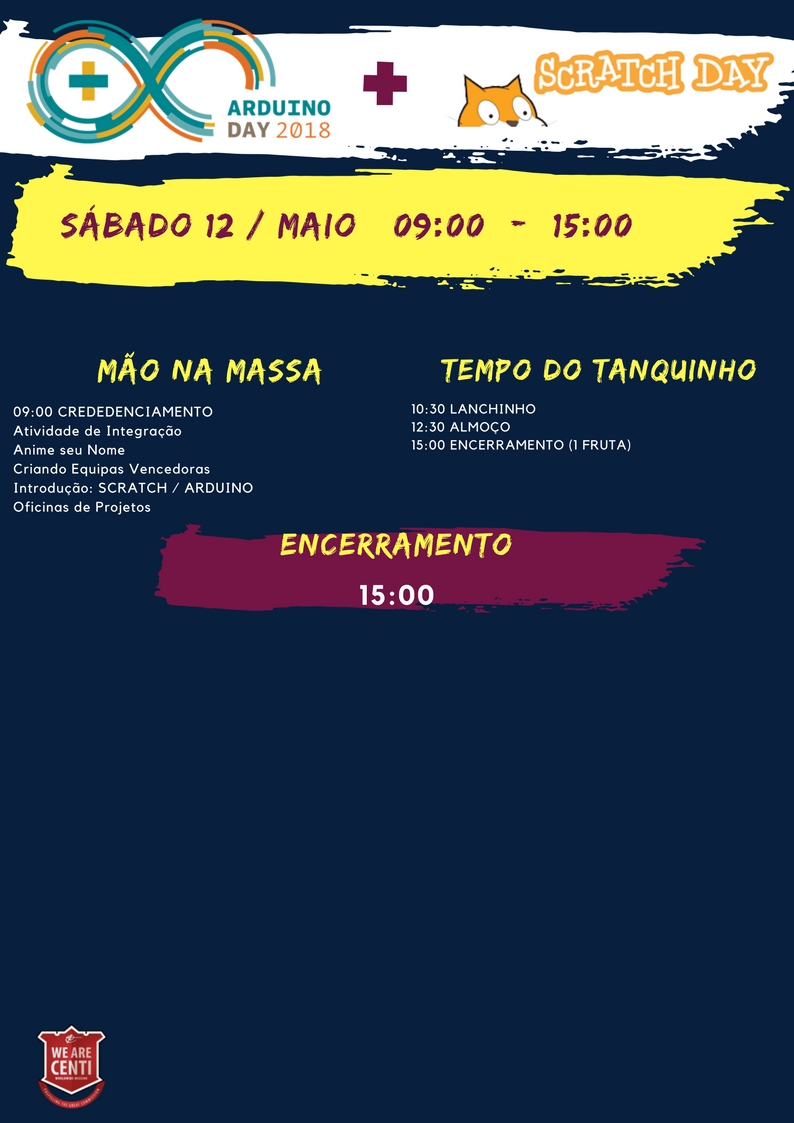 ARDUINO
DAY 2018
SCRATCH DAY
SÁBADO 12 / MAIO 09:00 - 15:00
MÃO NA MASSA
09:00 CREDEDENCIAMENTO
Atividade de Integração
Anime seu Nome
Criando Equipas Vencedoras
Introdução: SCRATCH / ARDUINO
Oficinas de Projetos
TEMPO DO TANQUINHO
10:30 LANCHINHO
12:30 ALMOÇO
15:00 ENCERRAMENTO (1 FRUTA)
ENCERRAMENTO
15:00
WE ARE
CENTI